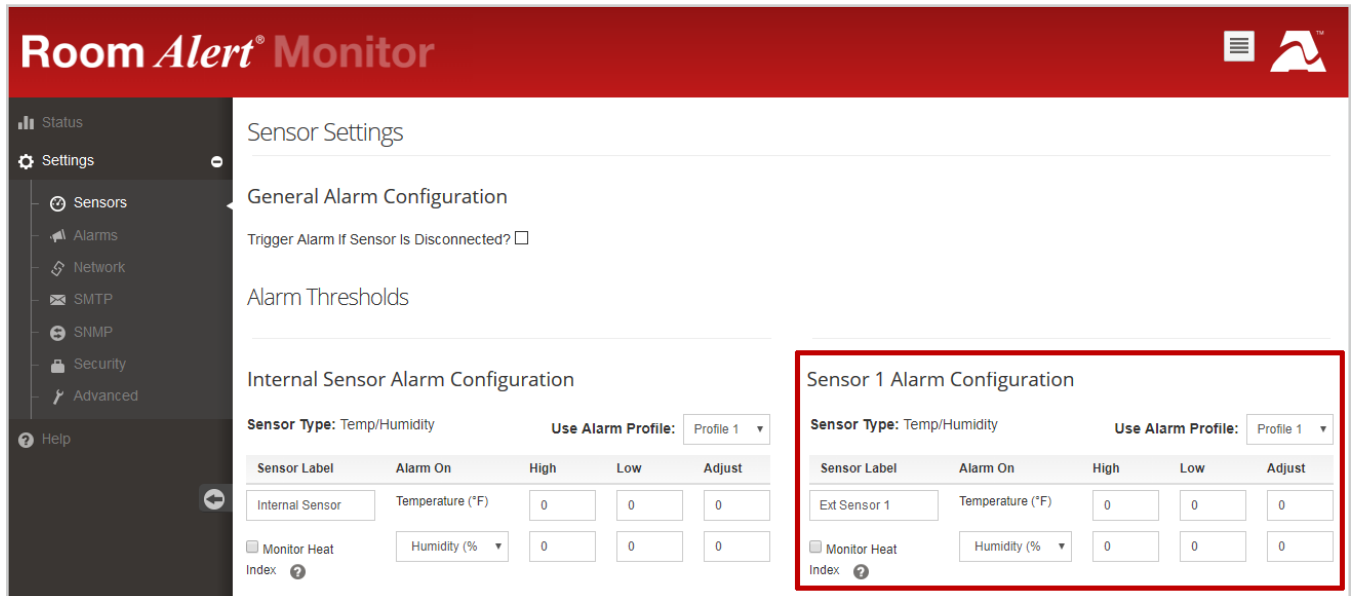 Room Alert® Monitor
™
Status
Settings
Sensors
Alarms
Network
SMTP
SNMP
Security
Advanced
Help
Sensor Settings
General Alarm Configuration
Trigger Alarm If Sensor Is Disconnected?
Alarm Thresholds
Internal Sensor Alarm Configuration
Sensor Type: Temp/Humidity Use Alarm Profile: Profile 1
Sensor Label Alarm On High Low Adjust
Internal Sensor Temperature (°F) 0 0 0
Monitor Heat Humidity (% 0 0 0
Index ?
Sensor 1 Alarm Configuration
Sensor Type: Temp/Humidity Use Alarm Profile: Profile 1
Sensor Label Alarm On High Low Adjust
Ext Sensor 1 Temperature (°F) 0 0 0
Monitor Heat Humidity (% 0 0 0
Index ?